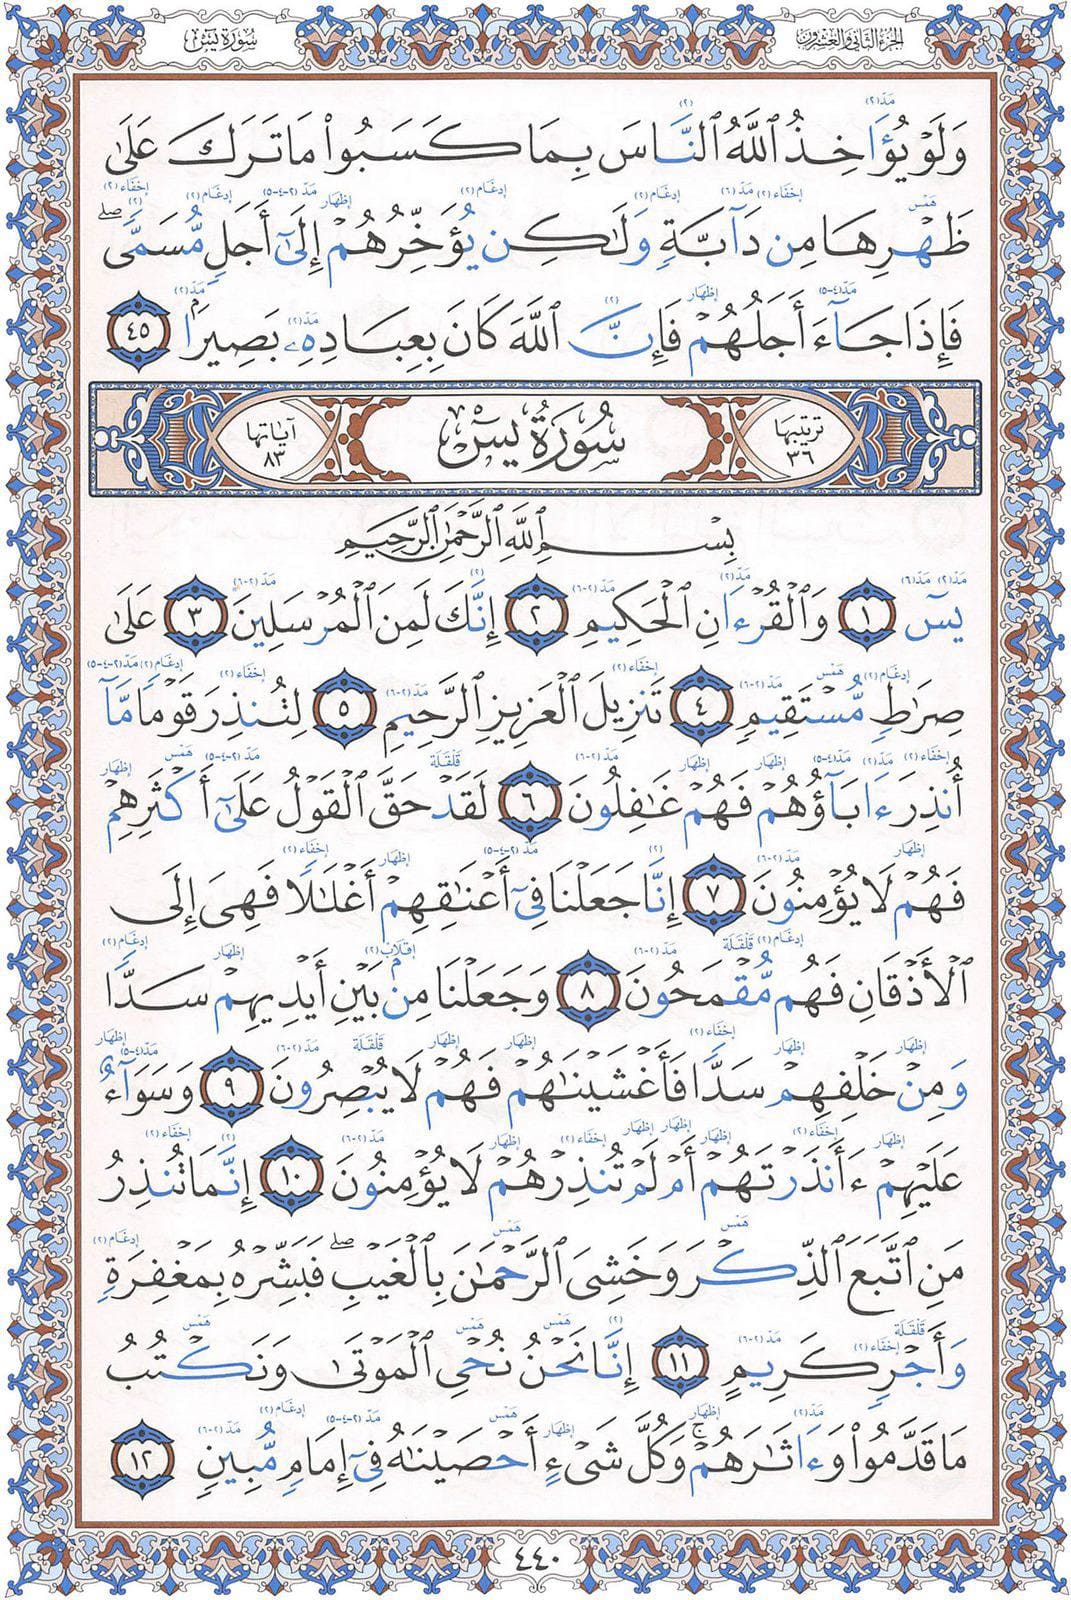 الجزء الثاني والعشرون
سورة يس
وَلَوْ يُؤَاخِذُ ٱللَّهُ ٱلنَّاسَ بِمَا كَسَبُوا۟ مَا تَرَكَ عَلَىٰ
ظَهْرِهَا مِن دَآبَّةٍ وَلَـٰكِن يُؤَخِّرُهُمْ إِلَىٰٓ أَجَلٍ مُّسَمًّى ۖ
فَإِذَا جَآءَ أَجَلُهُمْ فَإِنَّ ٱللَّهَ كَانَ بِعِبَادِهِۦ بَصِيرًۢا ٤٥
ترتيبها ٣٦ سُورَةُ يسٓ آياتها ٨٣
بِسْمِ ٱللَّهِ ٱلرَّحْمَـٰنِ ٱلرَّحِيمِ
يسٓ ١ وَٱلْقُرْءَانِ ٱلْحَكِيمِ ٢ إِنَّكَ لَمِنَ ٱلْمُرْسَلِينَ ٣ عَلَىٰ
صِرَٰطٍ مُّسْتَقِيمٍ ٤ تَنزِيلَ ٱلْعَزِيزِ ٱلرَّحِيمِ ٥ لِتُنذِرَ قَوْمًا مَّآ
أُنذِرَ ءَابَآؤُهُمْ فَهُمْ غَـٰفِلُونَ ٦ لَقَدْ حَقَّ ٱلْقَوْلُ عَلَىٰٓ أَكْثَرِهِمْ
فَهُمْ لَا يُؤْمِنُونَ ٧ إِنَّا جَعَلْنَا فِىٓ أَعْنَـٰقِهِمْ أَغْلَـٰلًا فَهِىَ إِلَى
ٱلْأَذْقَانِ فَهُم مُّقْمَحُونَ ٨ وَجَعَلْنَا مِنۢ بَيْنِ أَيْدِيهِمْ سَدًّا
وَمِنْ خَلْفِهِمْ سَدًّا فَأَغْشَيْنَـٰهُمْ فَهُمْ لَا يُبْصِرُونَ ٩ وَسَوَآءٌ
عَلَيْهِمْ ءَأَنذَرْتَهُمْ أَمْ لَمْ تُنذِرْهُمْ لَا يُؤْمِنُونَ ١٠ إِنَّمَا تُنذِرُ
مَنِ ٱتَّبَعَ ٱلذِّكْرَ وَخَشِىَ ٱلرَّحْمَـٰنَ بِٱلْغَيْبِ ۖ فَبَشِّرْهُ بِمَغْفِرَةٍ
وَأَجْرٍ كَرِيمٍ ١١ إِنَّا نَحْنُ نُحْىِ ٱلْمَوْتَىٰ وَنَكْتُبُ
مَا قَدَّمُوا۟ وَءَاثَـٰرَهُمْ ۚ وَكُلَّ شَىْءٍ أَحْصَيْنَـٰهُ فِىٓ إِمَامٍ مُّبِينٍ ١٢
٤٤٠